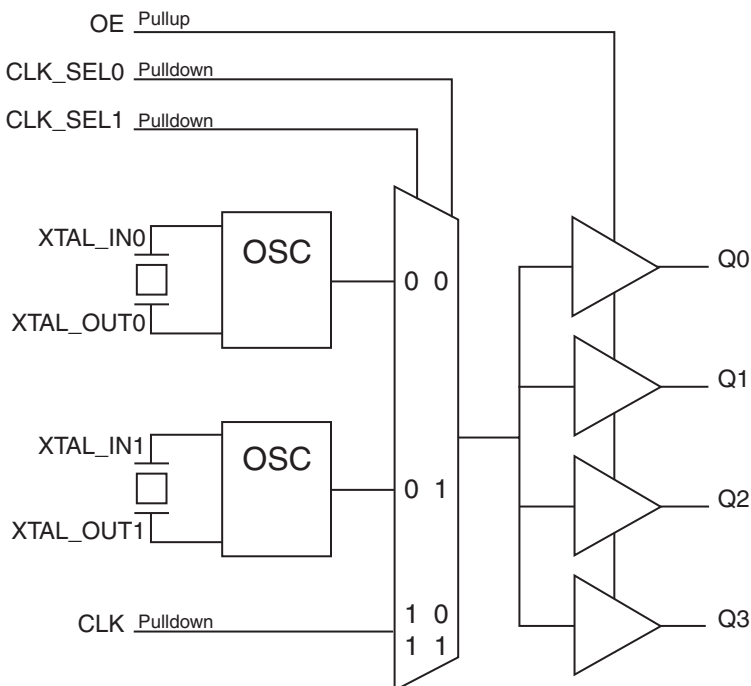 OE Pullup
CLK_SEL0 Pulldown
CLK_SEL1 Pulldown
XTAL_IN0
OSC
XTAL_OUT0
0 0
Q0
Q1
XTAL_IN1
OSC
XTAL_OUT1
0 1
Q2
CLK Pulldown
1 0
1 1
Q3